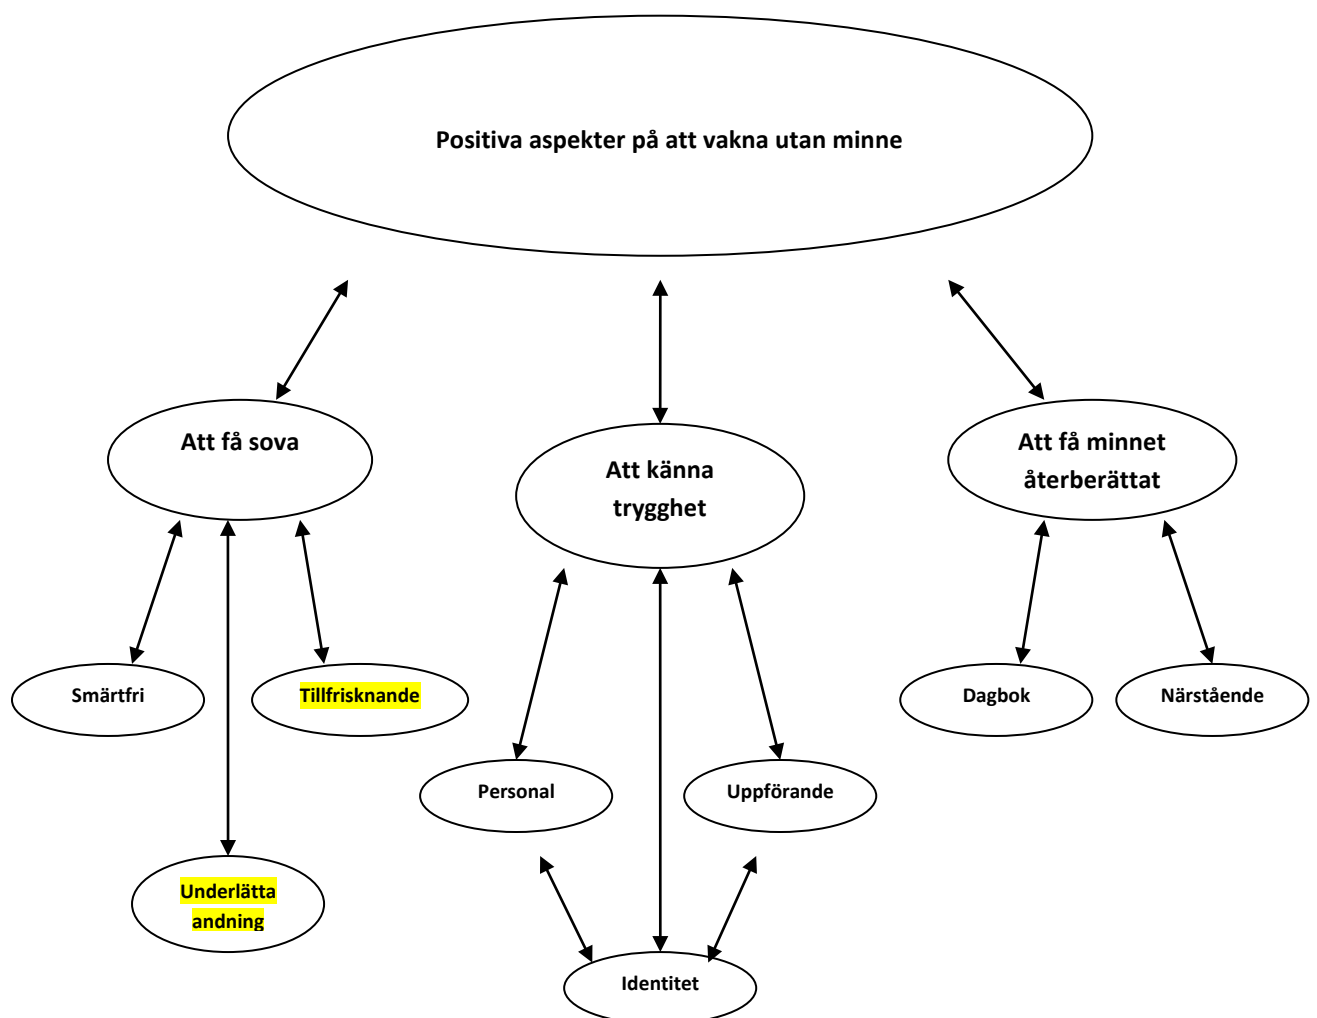 Positiva aspekter på att vakna utan minne
Att få sova
Att känna
trygghet
Att få minnet
återberättat
Smärtfri
Tillfrisknande
Dagbok
Närstående
Personal
Uppförande
Underlätta
andning
Identitet